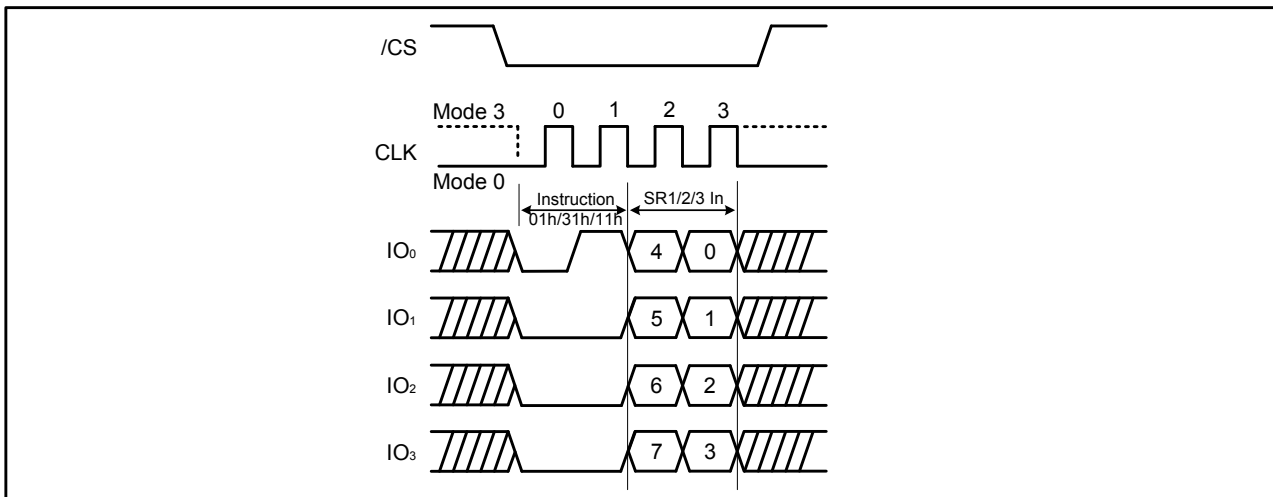 /CS
Mode 3 0 1 2 3
CLK
Mode 0
Instruction SR1/2/3 In
01h/31h/11h
IO₀ 4 0
IO₁ 5 1
IO₂ 6 2
IO₃ 7 3